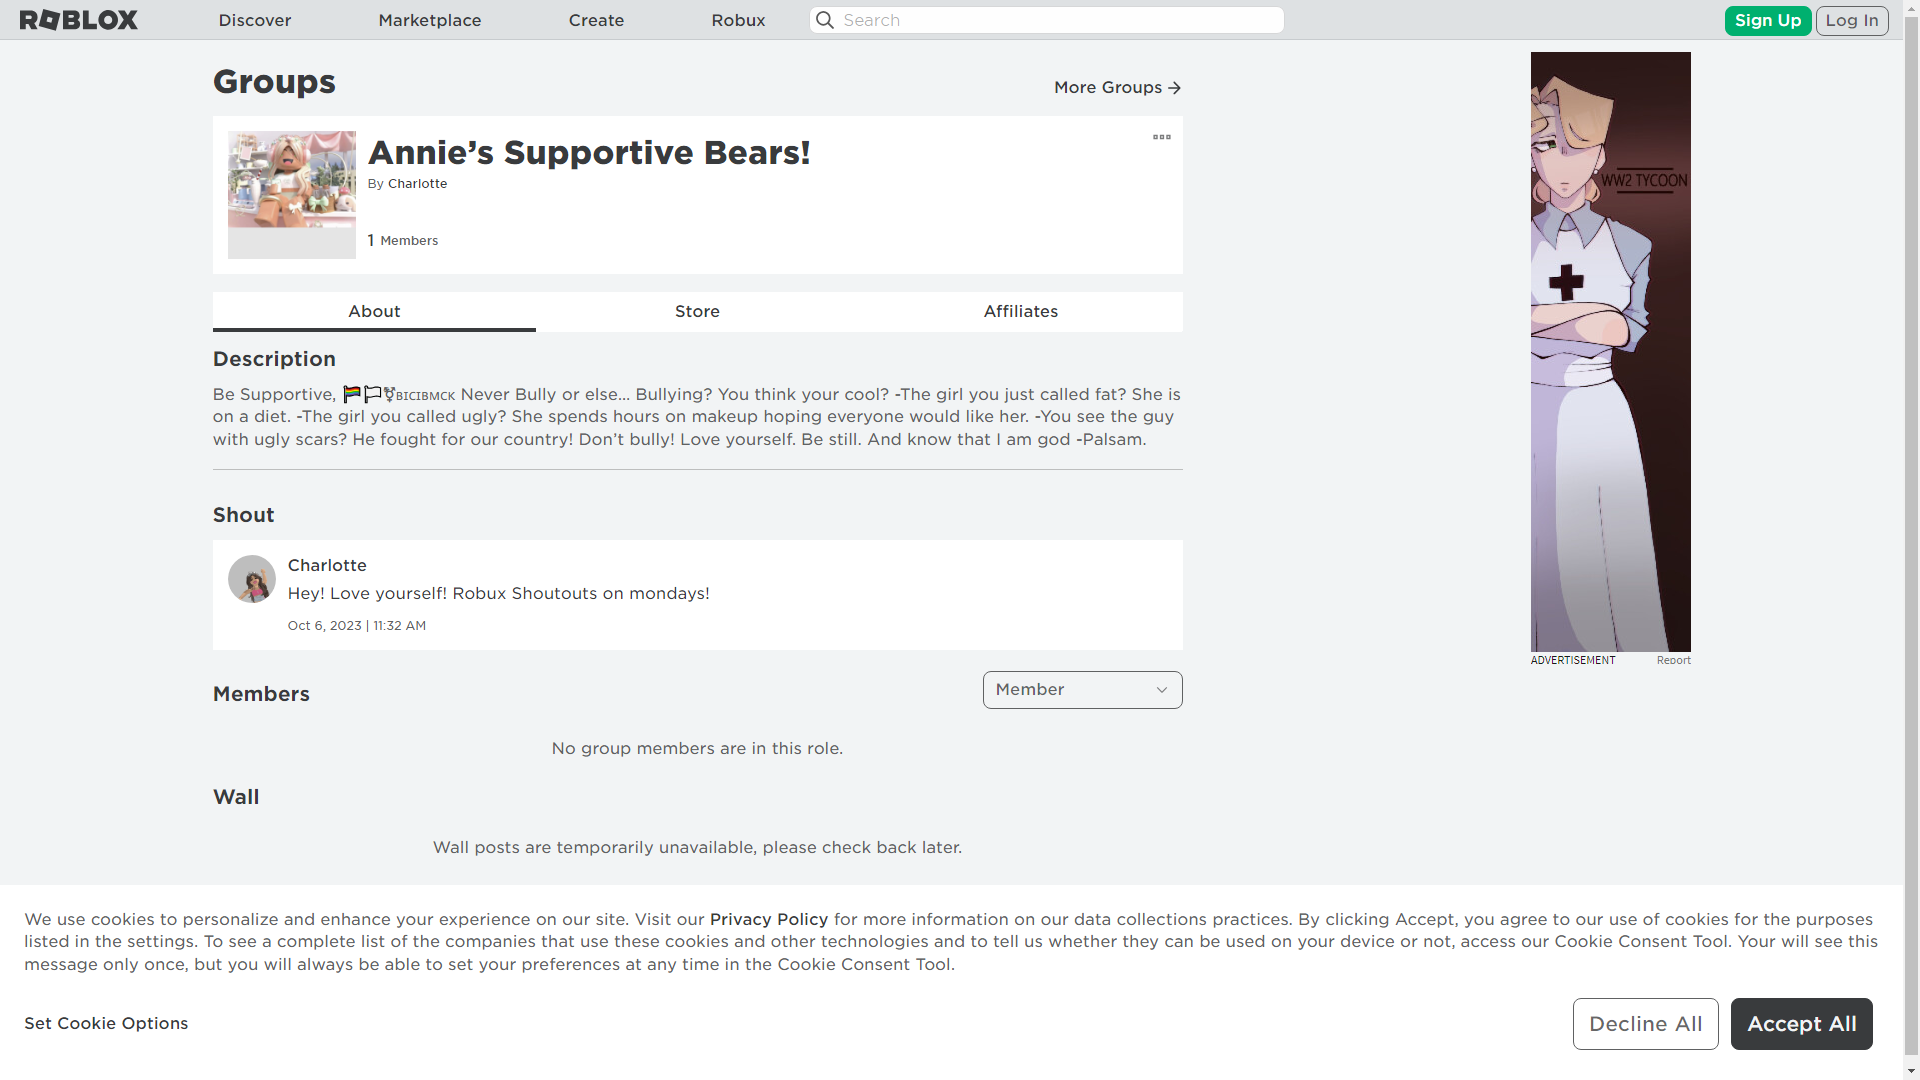 ROBLOX
Discover
Marketplace
Create
Robux
Search
Sign Up
Log In
Groups
More Groups
Annie’s Supportive Bears!
By Charlotte
1 Members
WW2 TYCOON
About
Store
Affiliates
Description
Be Supportive, 🏳️‍🌈🏳⚧ʙɪᴄɪʙᴍᴄᴋ Never Bully or else... Bullying? You think your cool? -The girl you just called fat? She is
on a diet. -The girl you called ugly? She spends hours on makeup hoping everyone would like her. -You see the guy
with ugly scars? He fought for our country! Don’t bully! Love yourself. Be still. And know that I am god -Palsam.
Shout
Charlotte
Hey! Love yourself! Robux Shoutouts on mondays!
Oct 6, 2023 | 11:32 AM
ADVERTISEMENT
Report
Members
Member
No group members are in this role.
Wall
Wall posts are temporarily unavailable, please check back later.
We use cookies to personalize and enhance your experience on our site. Visit our Privacy Policy for more information on our data collections practices. By clicking Accept, you agree to our use of cookies for the purposes
listed in the settings. To see a complete list of the companies that use these cookies and other technologies and to tell us whether they can be used on your device or not, access our Cookie Consent Tool. Your will see this
message only once, but you will always be able to set your preferences at any time in the Cookie Consent Tool.
Set Cookie Options
Decline All
Accept All